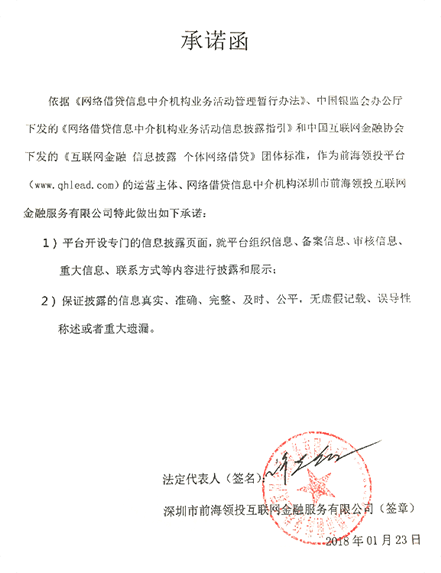 承诺函
依据《网络借贷信息中介机构业务活动管理暂行办法》、中国银监会办公厅
下发的《网络借贷信息中介机构业务活动信息披露指引》和中国互联网金融协会
下发的《互联网金融 信息披露 个体网络借贷》团体标准，作为前海领投平台
（www.qhlead.com）的运营主体、网络借贷信息中介机构深圳市前海领投互联网
金融服务有限公司特此做出如下承诺：
1）平台开设专门的信息披露页面，就平台组织信息、备案信息、审核信息、
重大信息、联系方式等内容进行披露和展示；
2）保证披露的信息真实、准确、完整、及时、公平，无虚假记载、误导性
称述或者重大遗漏。
法定代表人（签名）：
深圳市前海领投互联网金融服务有限公司（签章）
2018 年 01 月 23 日